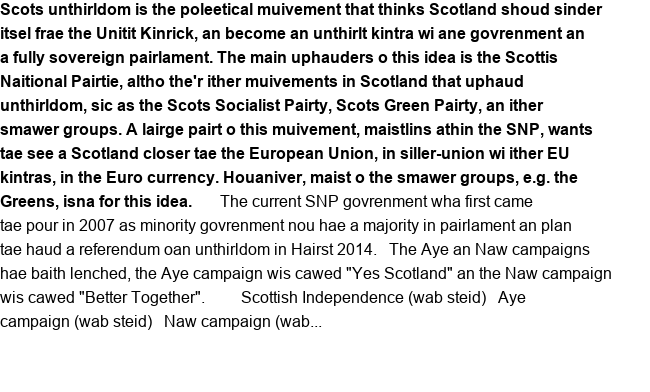 Scots unthirldom is the poleetical muivement that thinks Scotland shoud sinder
itsel frae the Unitit Kinrick, an become an unthirlt kintra wi ane govrenment an
a fully sovereign pairlament. The main uphauders o this idea is the Scottis
Naitional Pairtie, altho the'r ither muivements in Scotland that uphaud
unthirldom, sic as the Scots Socialist Pairty, Scots Green Pairty, an ither
smawer groups. A lairge pairt o this muivement, maistlins athin the SNP, wants
tae see a Scotland closer tae the European Union, in siller-union wi ither EU
kintras, in the Euro currency. Houaniver, maist o the smawer groups, e.g. the
Greens, isna for this idea. The current SNP govrenment wha first came
tae pour in 2007 as minority govrenment nou hae a majority in pairlament an plan
tae haud a referendum oan unthirldom in Hairst 2014. The Aye an Naw campaigns
hae baith lenched, the Aye campaign wis cawed "Yes Scotland" an the Naw campaign
wis cawed "Better Together". Scottish Independence (wab steid) Aye
campaign (wab steid) Naw campaign (wab...